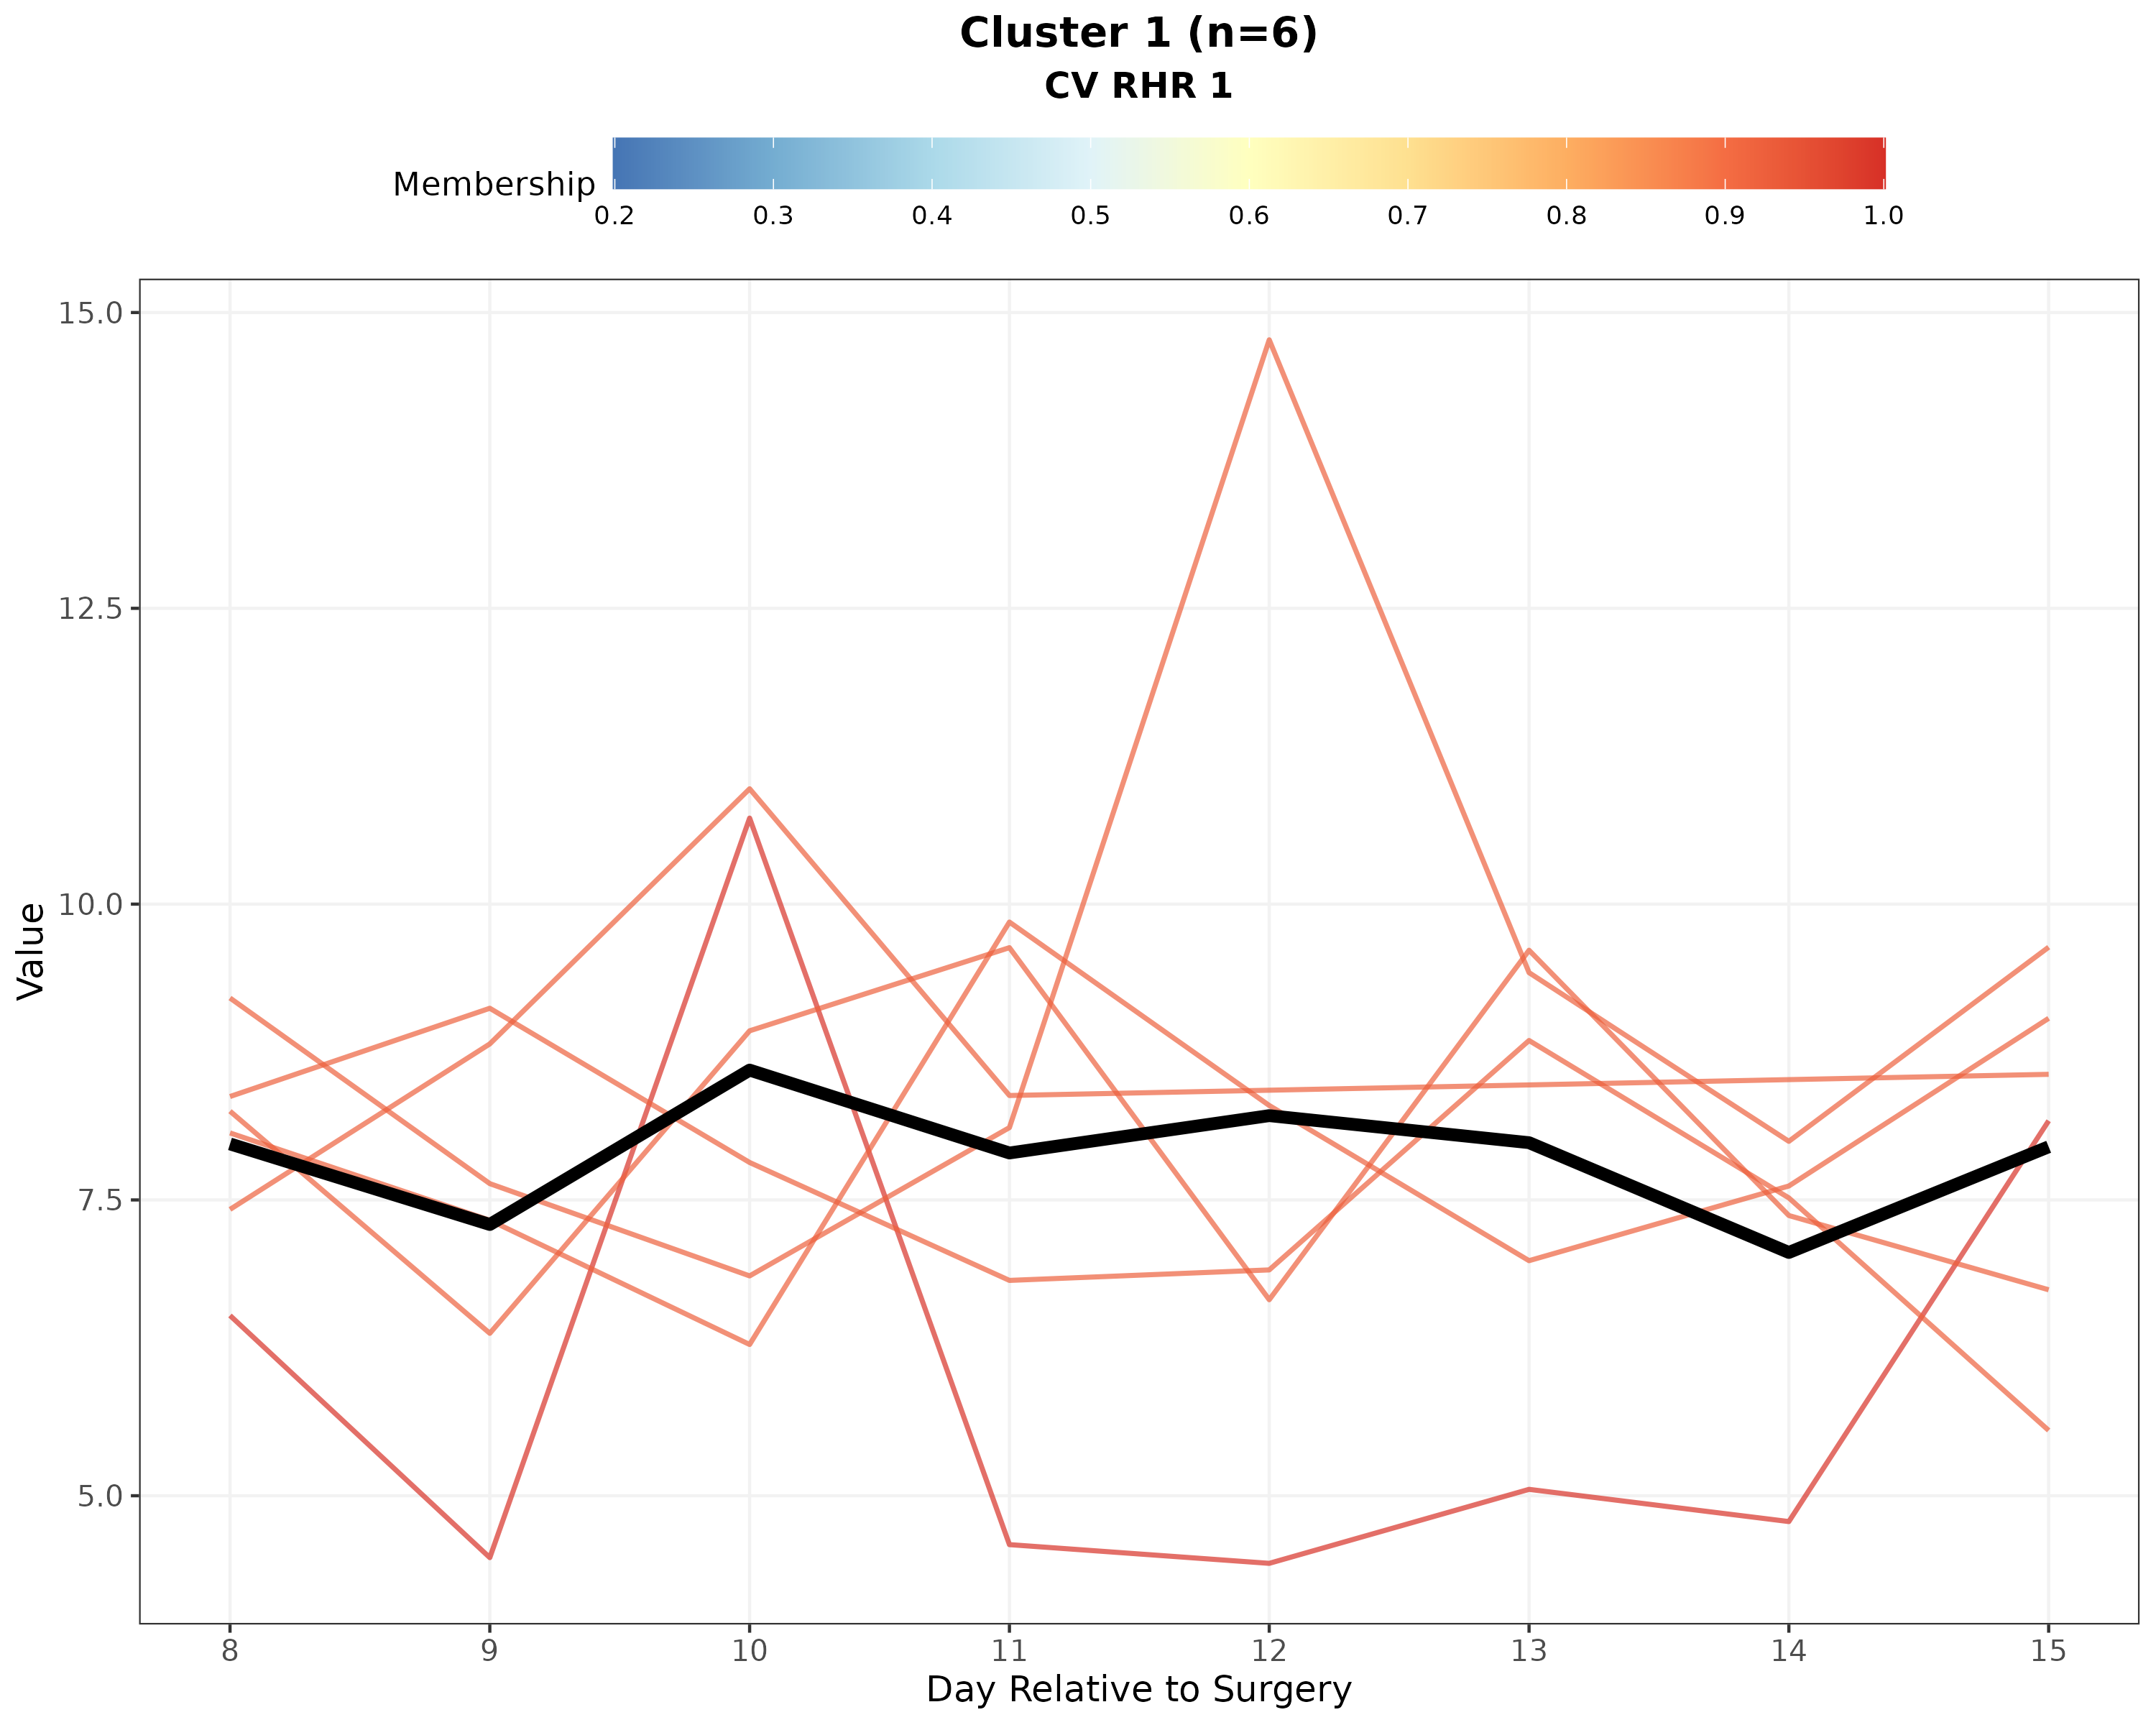 Cluster 1 (n=6)
CV RHR 1
Membership
0.2 0.3 0.4 0.5 0.6 0.7 0.8 0.9 1.0
15.0
12.5
10.0
7.5
5.0
Value
8 9 10 11 12 13 14 15
Day Relative to Surgery